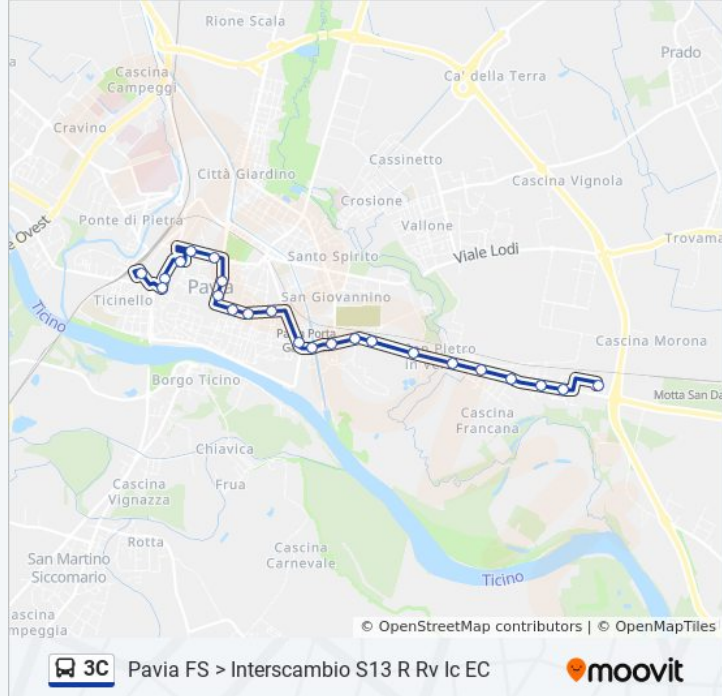 Rione Scala
Prado
Cascina
Campeggi
Ca' della Terra
Cravino
Cassinetto
Città Giardino
Cascina Vignola
Crosione
Ponte di Pietra
Vallone
e Ovest
Trovama
Santo Spirito
Viale Lodi
Ticinello
Pavia
San Giovannino
Ticino
Pavia Porta
San Pietro
in Ve
Cascina Morona
Borgo Ticino
Motta San Da
Cascina
Francana
Chiavica
Cascina
Vignazza
Frua
Rotta
Cascina
Carnevale
San Martino
Siccomario
Ticino
ascina
mpeggia
© OpenStreetMap contributors | © OpenMapTiles
3C Pavia FS > Interscambio S13 R Rv Ic EC moovit